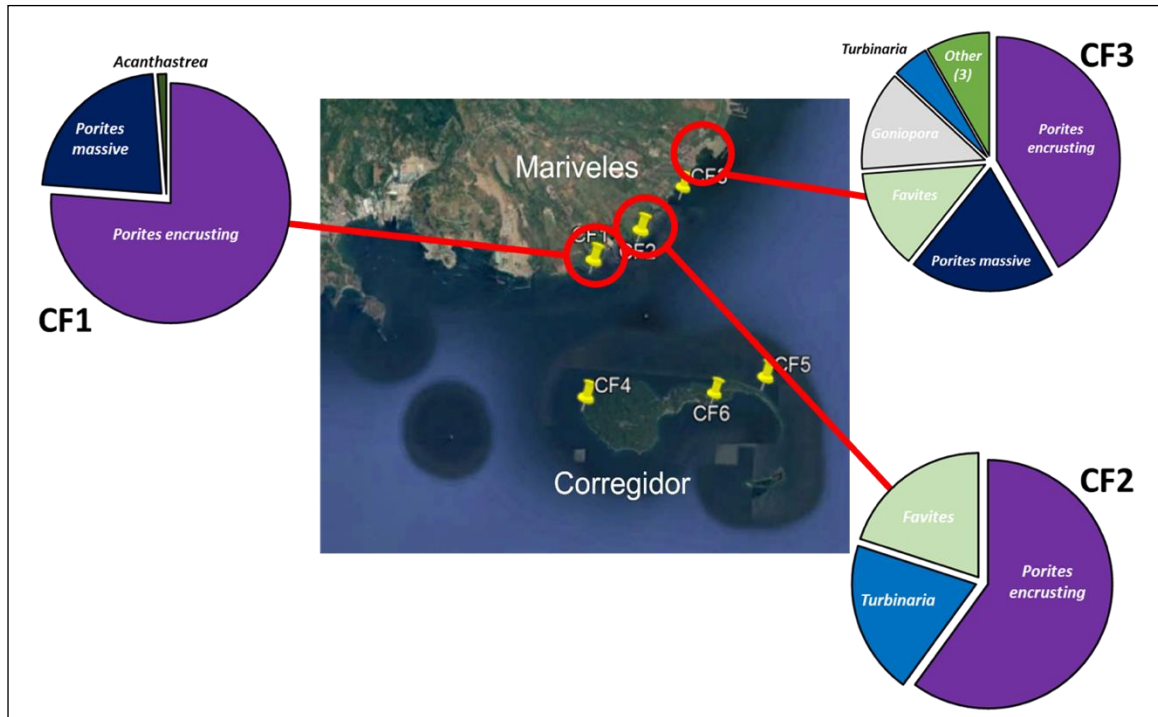 Acanthastrea
Porites
massive
Porites encrusting
CF1
Turbinaria
Other
(3)
CF3
Goniopora
Porites
encrusting
Favites
Porites massive
Mariveles
CF3
CF1
CF2
CF5
CF4
CF6
Corregidor
CF2
Favites
Porites
encrusting
Turbinaria